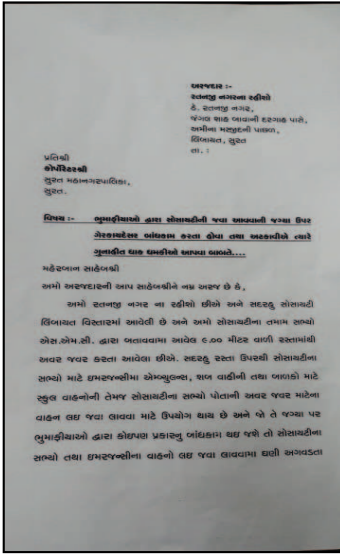 અરજદાર :-
રતનજી નગરના રહીશો
ઠે. રતનજી નગર,
જંગલ શાહ બાવાની દરગાહ પાસે,
અમીના મસ્જીદની પાછળ,
લિંબાયત, સુરત
તા. :
પ્રતિશ્રી
કોર્પોરેટરશ્રી
સુરત મહાનગરપાલિકા,
સુરત.
વિષય :- ભુમાફીયાઓ દ્વારા સોસાયટીની જવા આવવાની જગ્યા ઉપર
ગેરકાયદેસર બાંધકામ કરતા હોવા તથા અટકાવીએ ત્યારે
ગુનાહીત ધાક ધમકીઓ આપવા બાબતે....
મહેરબાન સાહેબશ્રી
અમો અરજદારની આપ સાહેબશ્રીને નમ્ર અરજ છે કે,
અમો રતનજી નગર ના રહીશો છીએ અને સદરહુ સોસાયટી
લિંબાયત વિસ્તારમાં આવેલી છે અને અમો સોસાયટીના તમામ સભ્યો
એસ.એમ.સી. દ્વારા બતાવવામા આવેલ ૯.૦૦ મીટર વાળી રસ્તામાંથી
અવર જવર કરતા આવેલા છીએ. સદરહુ રસ્તા ઉપરથી સોસાયટીના
સભ્યો માટે ઇમરજન્સીમા એમ્બ્યુલન્સ, શબ વાહીની તથા બાળકો માટે
સ્કુલ વાહનોની તેમજ સોસાયટીના સભ્યો પોતાની અવર જવર માટેના
વાહન લઇ જવા લાવવા માટે ઉપયોગ થાય છે અને જો તે જગ્યા પર
ભુમાફીયાઓ દ્વારા કોઇપણ પ્રકારનુ બાંધકામ થઇ જશે તો સોસાયટીના
સભ્યો તથા ઇમરજન્સીના વાહનો લઇ જવા લાવવામા ઘણી અગવડતા